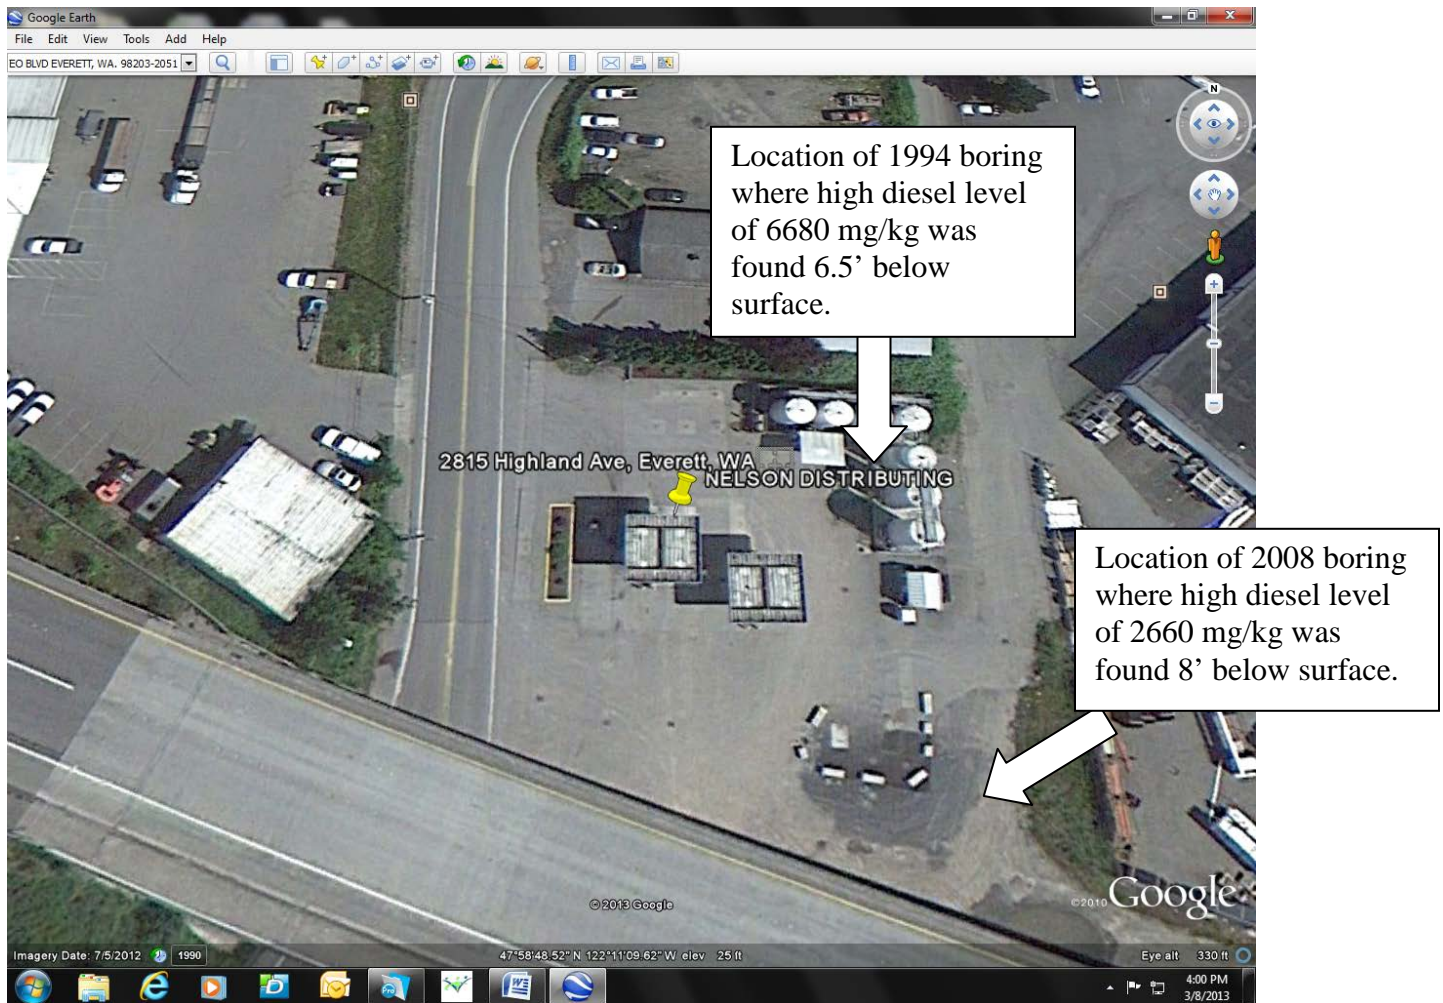 Google Earth
File Edit View Tools Add Help
EO BLVD EVERETT, WA. 98203-2051
N
Location of 1994 boring
where high diesel level
of 6680 mg/kg was
found 6.5’ below
surface.
2815 Highland Ave, Everett, WA
NELSON DISTRIBUTING
Location of 2008 boring
where high diesel level
of 2660 mg/kg was
found 8’ below surface.
©2010 Google
©2013 Google
Imagery Date: 7/5/2012 1990 47°58'48.52" N 122°11'09.62" W elev 25 ft Eye alt 330 ft
4:00 PM
3/8/2013